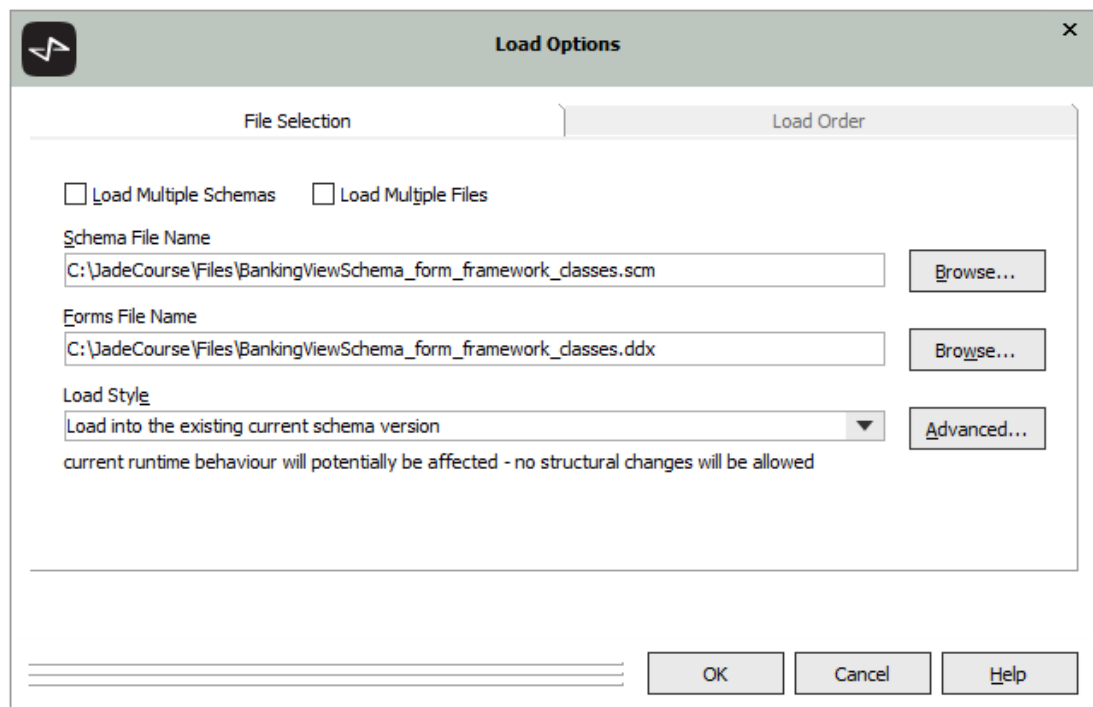 Load Options
File Selection
Load Order
Load Multiple Schemas
Load Multiple Files
Schema File Name
C:\JadeCourse\Files\BankingViewSchema_form_framework_classes.scm
Browse...
Forms File Name
C:\JadeCourse\Files\BankingViewSchema_form_framework_classes.ddx
Browse...
Load Style
Load into the existing current schema version
Advanced...
current runtime behaviour will potentially be affected - no structural changes will be allowed
OK
Cancel
Help